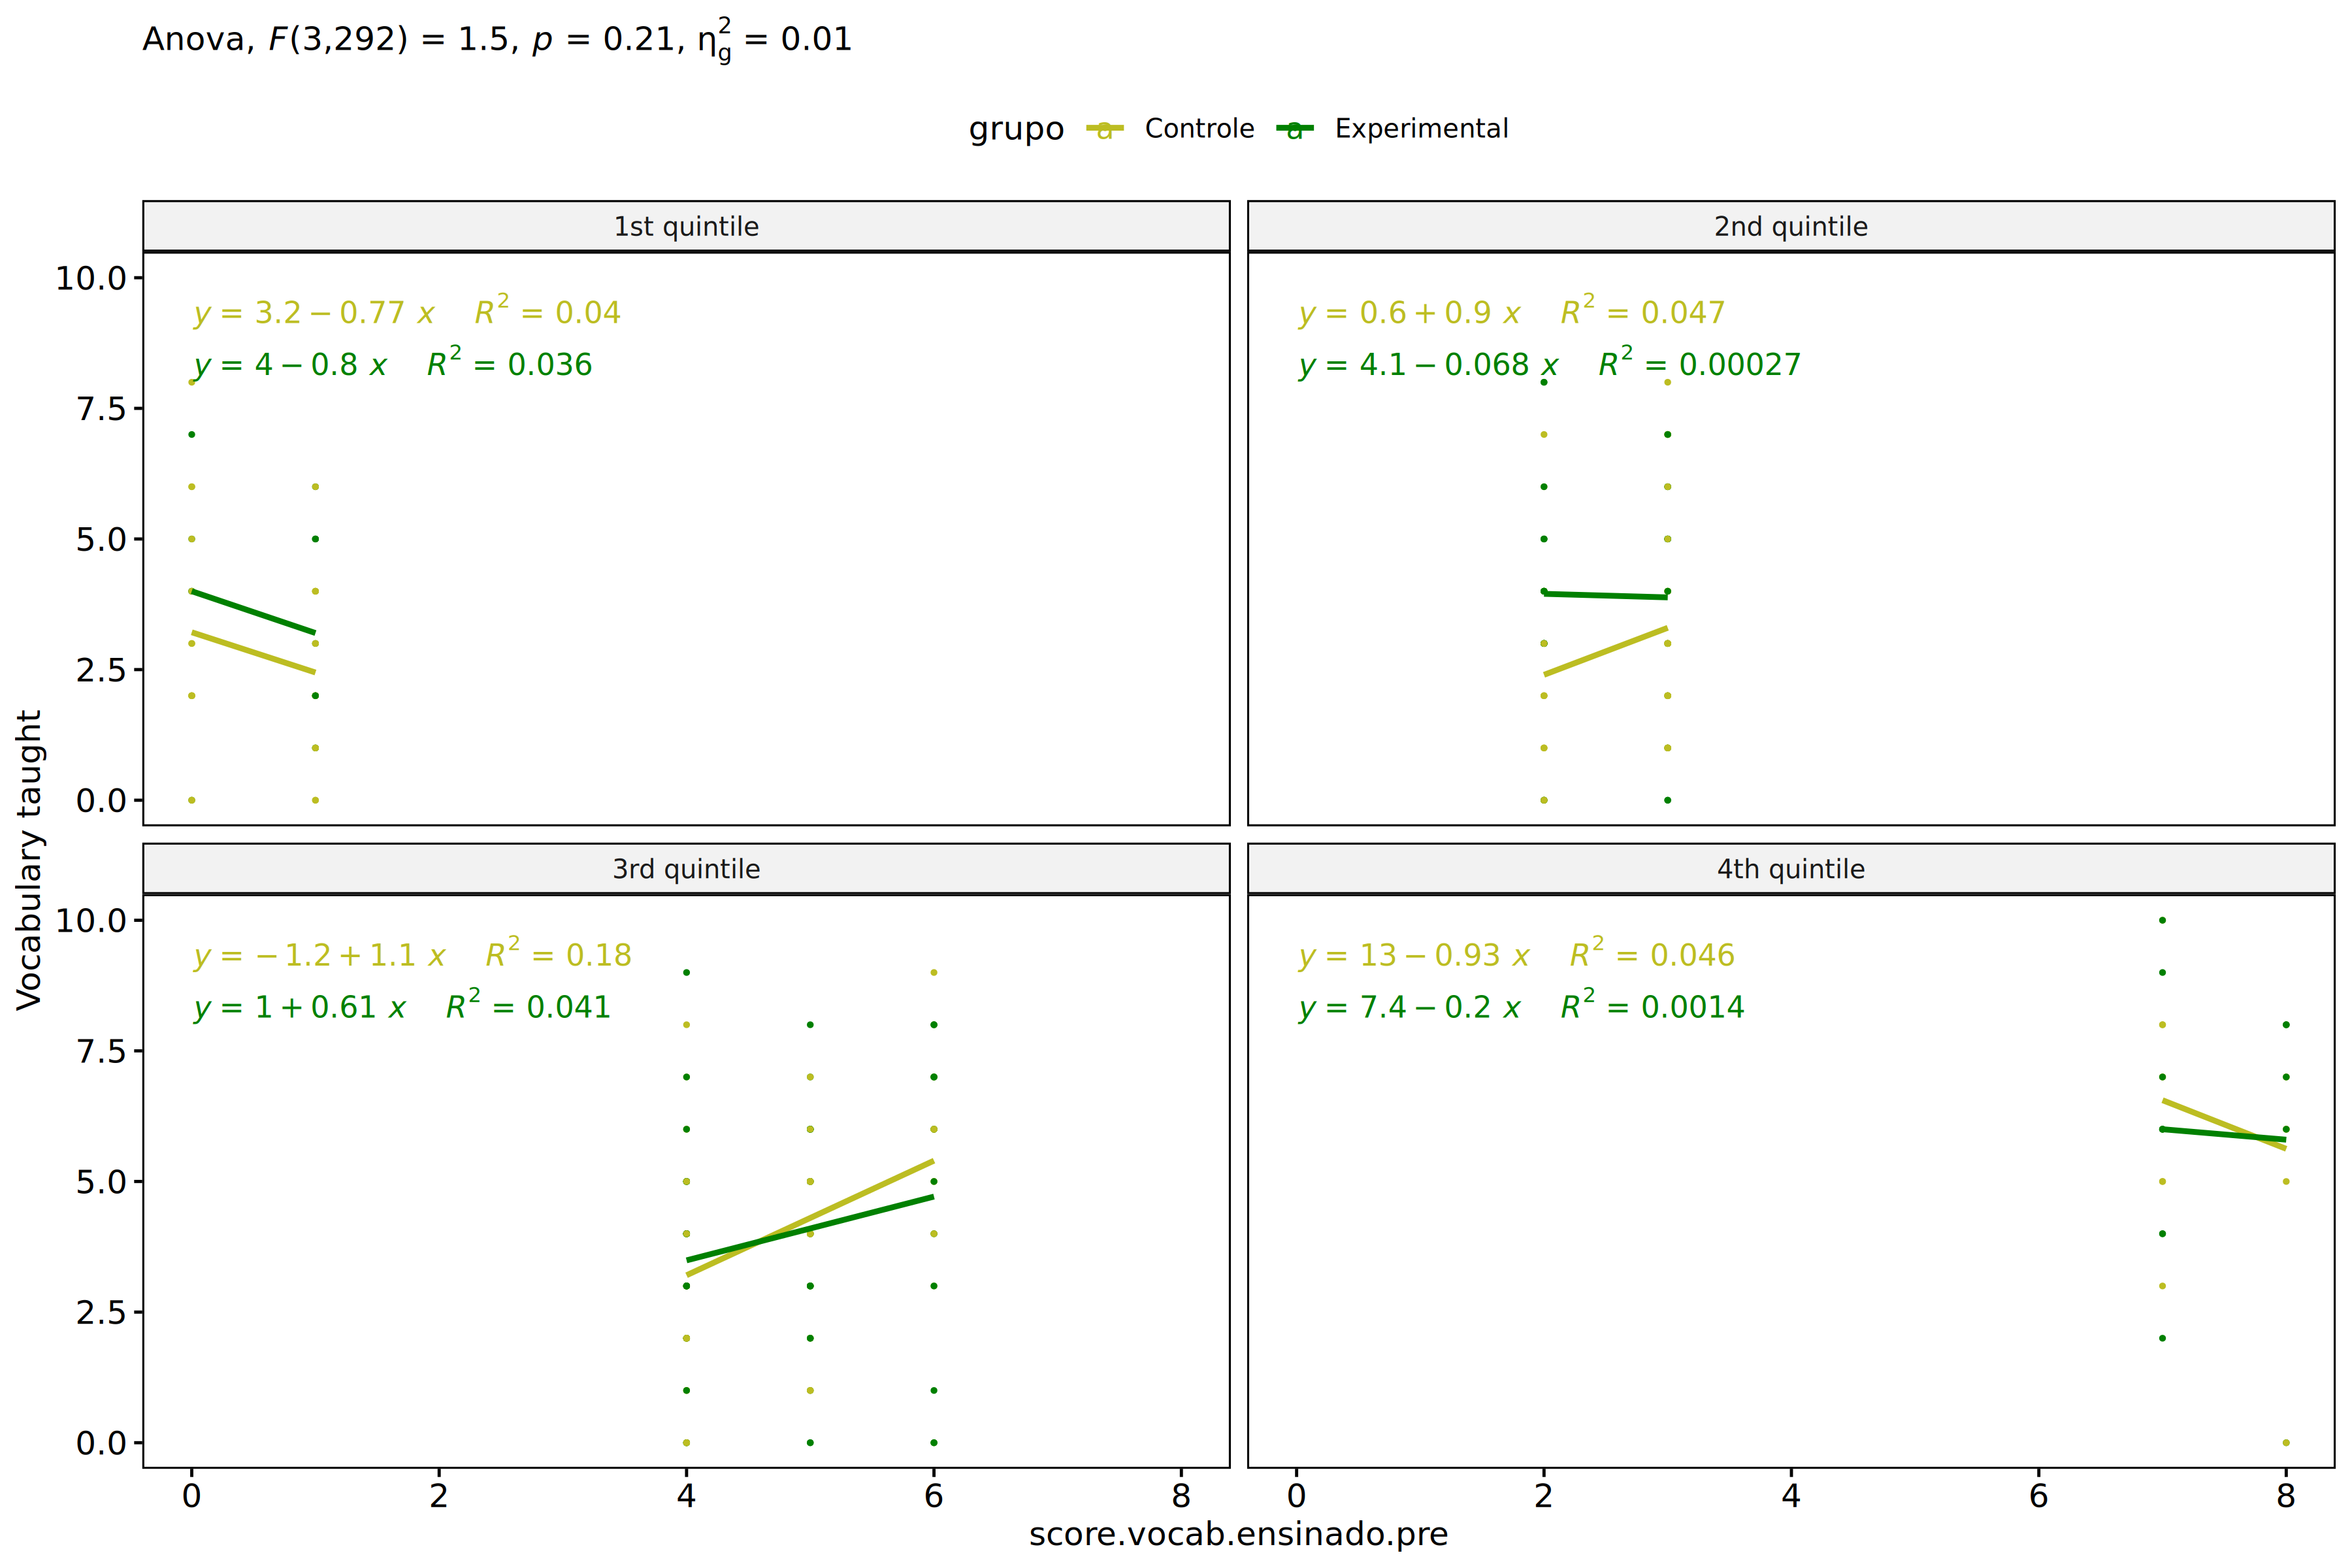 Anova, F(3,292) = 1.5, p = 0.21, η²g = 0.01
grupo a Controle a Experimental
1st quintile
2nd quintile
10.0
7.5
5.0
2.5
0.0
y = 3.2 − 0.77 x R² = 0.04
y = 4 − 0.8 x R² = 0.036
y = 0.6 + 0.9 x R² = 0.047
y = 4.1 − 0.068 x R² = 0.00027
Vocabulary taught
3rd quintile
4th quintile
10.0
7.5
5.0
2.5
0.0
y = − 1.2 + 1.1 x R² = 0.18
y = 1 + 0.61 x R² = 0.041
y = 13 − 0.93 x R² = 0.046
y = 7.4 − 0.2 x R² = 0.0014
0 2 4 6 8
0 2 4 6 8
score.vocab.ensinado.pre